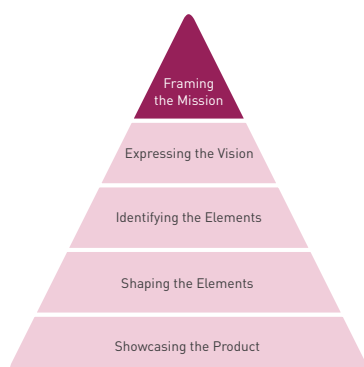 Framing
the Mission
Expressing the Vision
Identifying the Elements
Shaping the Elements
Showcasing the Product